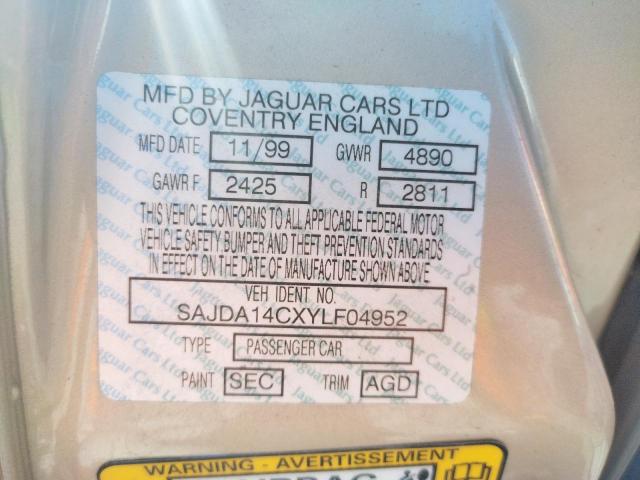 MFD BY JAGUAR CARS LTD
COVENTRY ENGLAND
MFD DATE 11/99 GVWR 4890
GAWR F 2425 R 2811
THIS VEHICLE CONFORMS TO ALL APPLICABLE FEDERAL MOTOR
VEHICLE SAFETY BUMPER AND THEFT PREVENTION STANDARDS
IN EFFECT ON THE DATE OF MANUFACTURE SHOWN ABOVE
VEH IDENT NO.
SAJDA14CXYLF04952
TYPE PASSENGER CAR
PAINT SEC TRIM AGD
WARNING - AVERTISSEMENT